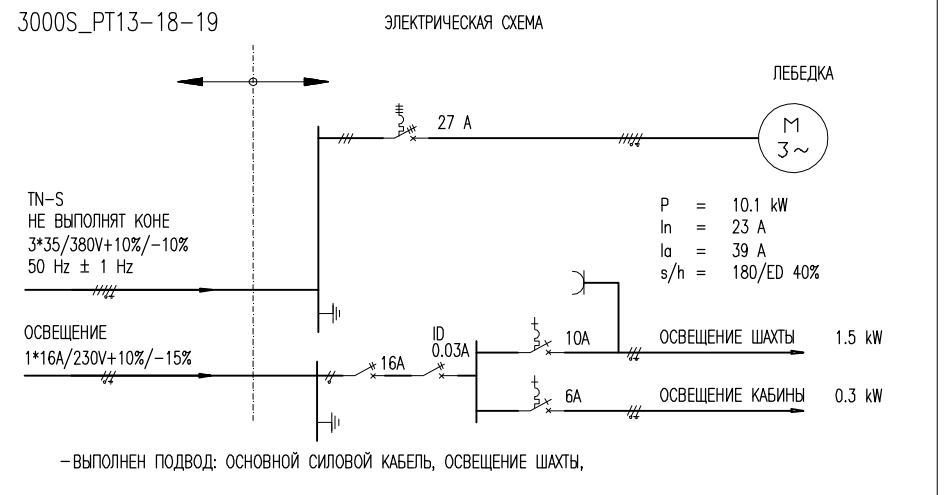 3000S_PT13-18-19
ЭЛЕКТРИЧЕСКАЯ СХЕМА
ЛЕБЕДКА
27 A
M
3~
TN-S
НЕ ВЫПОЛНЯТ КОНЕ
3*35/380V+10%/-10%
50 Hz ± 1 Hz
P = 10.1 kW
In = 23 A
Ia = 39 A
s/h = 180/ED 40%
ОСВЕЩЕНИЕ
1*16A/230V+10%/-15%
16A
ID
0.03A
10A
ОСВЕЩЕНИЕ ШАХТЫ 1.5 kW
6A
ОСВЕЩЕНИЕ КАБИНЫ 0.3 kW
-ВЫПОЛНЕН ПОДВОД: ОСНОВНОЙ СИЛОВОЙ КАБЕЛЬ, ОСВЕЩЕНИЕ ШАХТЫ,